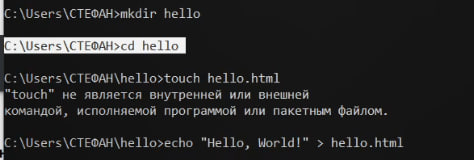 C:\Users\СТЕФАН>mkdir hello
C:\Users\СТЕФАН>cd hello
C:\Users\СТЕФАН\hello>touch hello.html
"touch" не является внутренней или внешней
командой, исполняемой программой или пакетным файлом.
C:\Users\СТЕФАН\hello>echo "Hello, World!" > hello.html